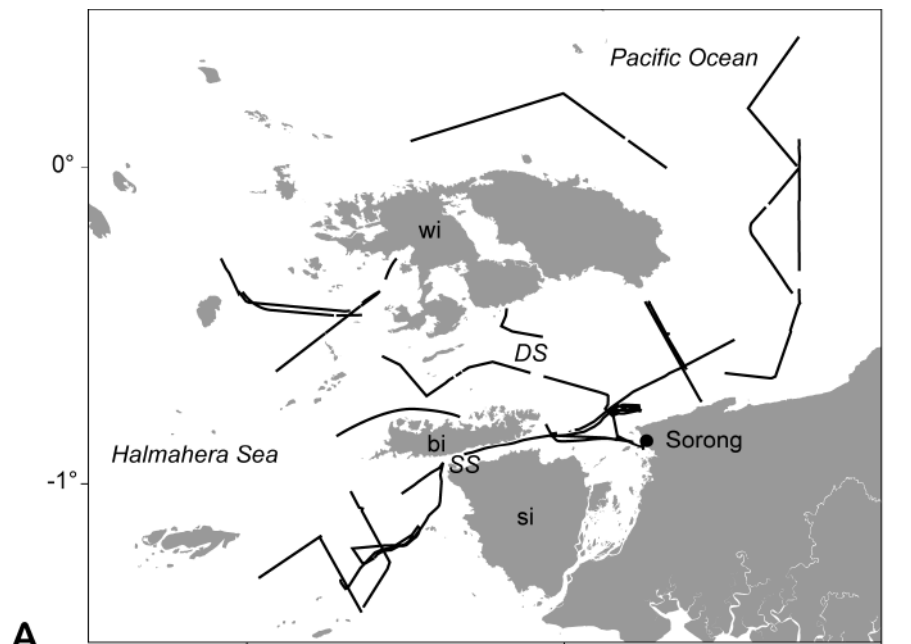 Pacific Ocean
0°
wi
DS
Halmahera Sea
bi
SS
Sorong
-1°
si
A